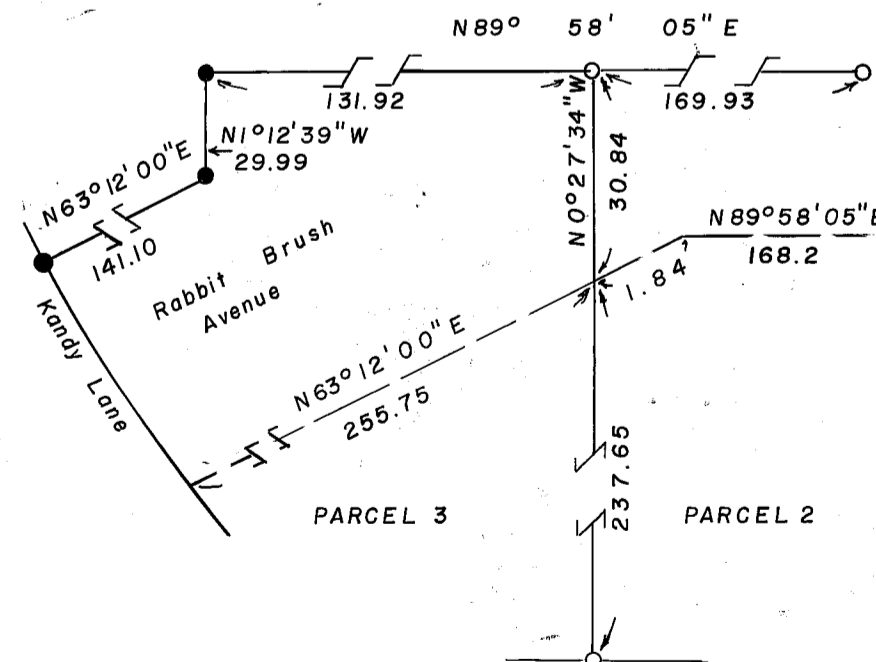 N89° 58' 05" E
131.92
169.93
N1°12'39" W
29.99
N63°12'00"E
141.10
N0°27'34"W
30.84
N89°58'05"E
168.2
1.84
Rabbit Brush
Avenue
Kandy Lane
N63°12'00" E
255.75
237.65
PARCEL 3
PARCEL 2